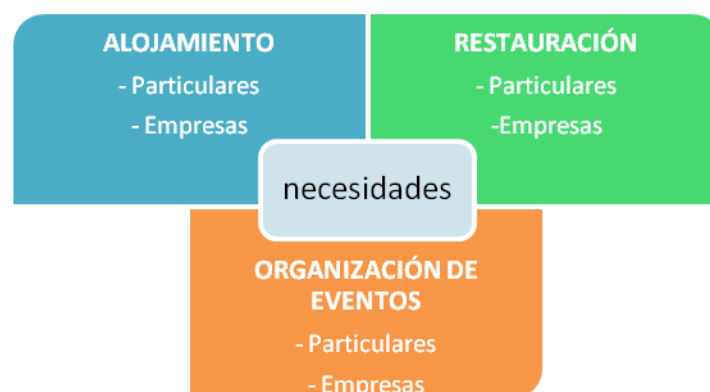 ALOJAMIENTO
- Particulares
- Empresas
RESTAURACIÓN
- Particulares
-Empresas
necesidades
ORGANIZACIÓN DE
EVENTOS
- Particulares
- Empresas